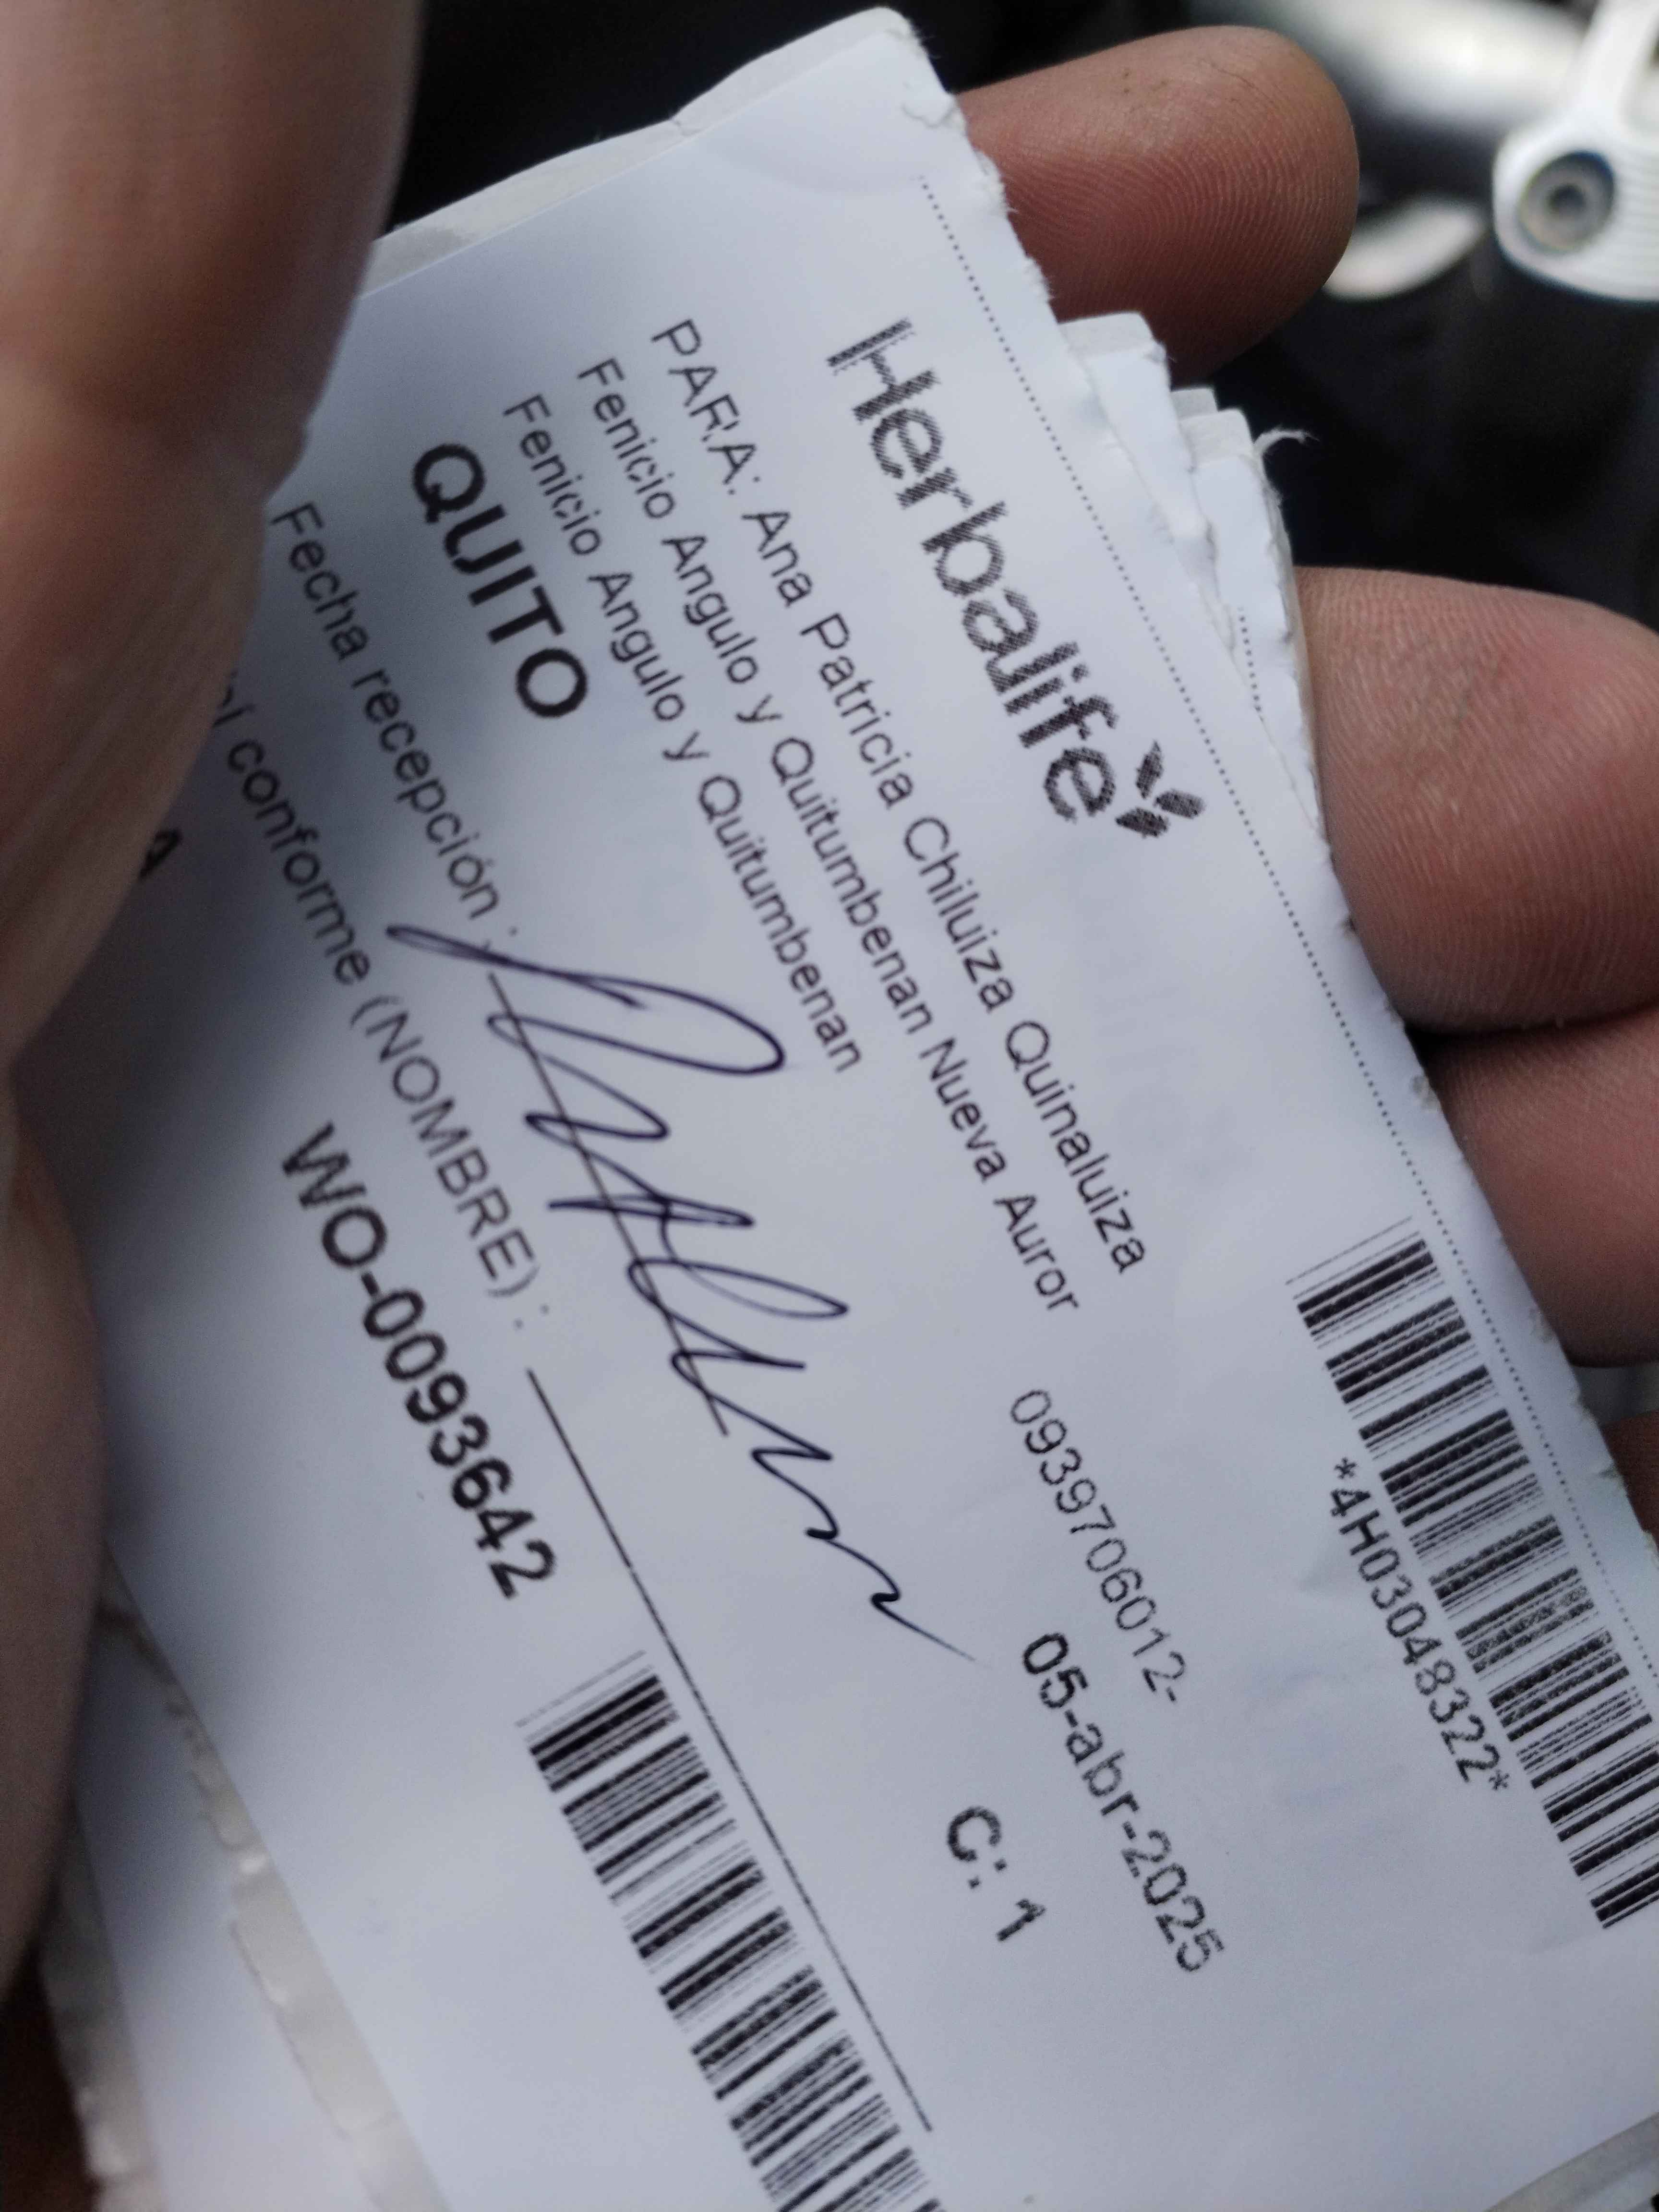 Herbalife
*4H03048322*
PARA: Ana Patricia Chiluiza Quinaluiza
Fenicio Angulo y Quitumbenan Nueva Auror
0939706012-
05-abr-2025
Fenicio Angulo y Quitumbenan
C: 1
QUITO
Fecha recepción :
conforme (NOMBRE) :
WO-0093642